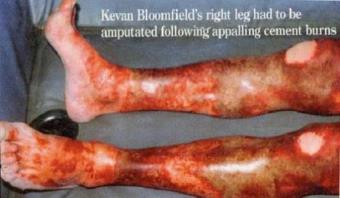 Kevan Bloomfield's right leg had to be
amputated following appalling cement burns